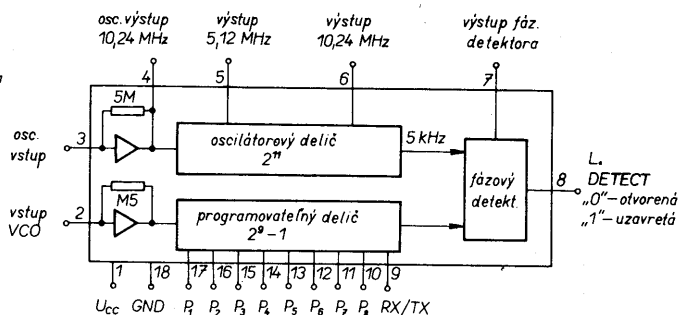 osc. výstup
10,24 MHz
výstup
5,12 MHz
výstup
10,24 MHz
výstup fáz.
detektora
4
5
6
7
5M
osc.
vstup
3
oscilátorový delič
2¹¹
5 kHz
fázový
detekt.
8
L.
DETECT
„0"–otvorená
„1"–uzavretá
vstup
VCO
2
M5
programovateľný delič
2⁹–1
1 18 17 16 15 14 13 12 11 10 9
Ucc GND P₁ P₂ P₃ P₄ P₅ P₆ P₇ P₈ RX/TX